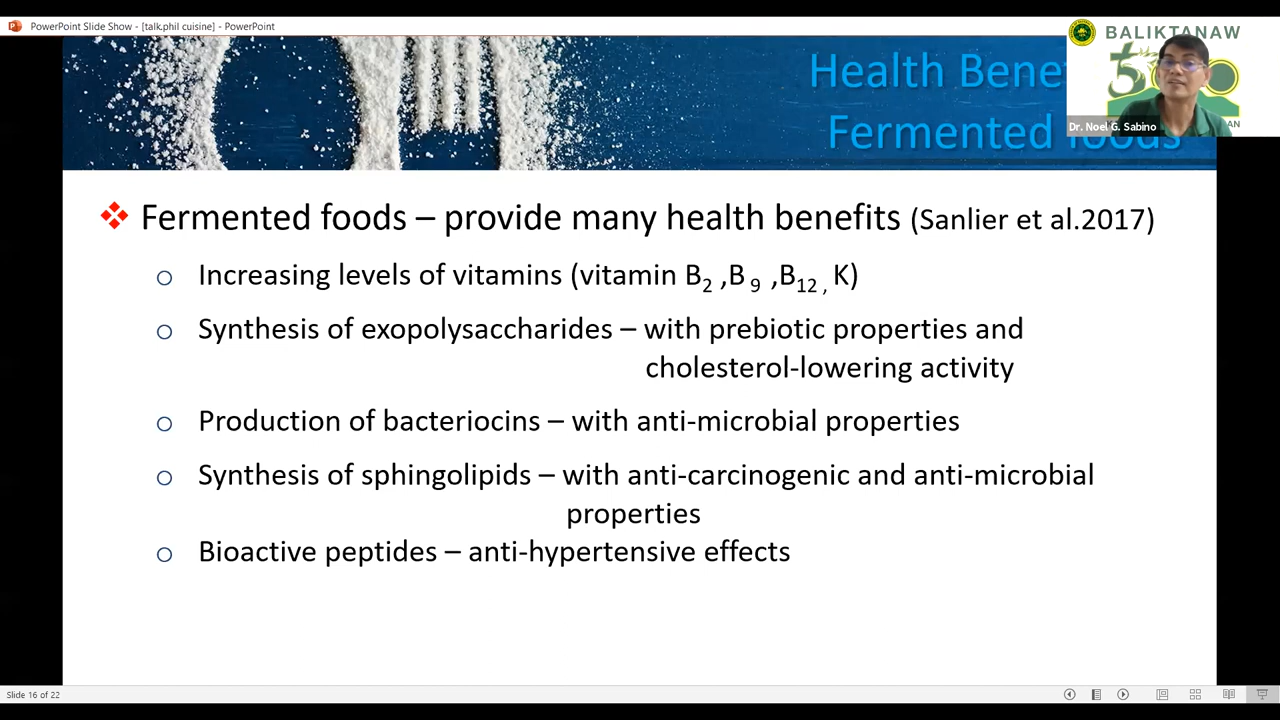 PowerPoint Slide Show - [talk.phil cuisine] - PowerPoint
BALIKTANAW
Health Bene
Fermented foods
Dr. Noel G. Sabino
AN
❖ Fermented foods – provide many health benefits (Sanlier et al.2017)
o Increasing levels of vitamins (vitamin B₂ ,B ₉ ,B₁₂ , K)
o Synthesis of exopolysaccharides – with prebiotic properties and
cholesterol-lowering activity
o Production of bacteriocins – with anti-microbial properties
o Synthesis of sphingolipids – with anti-carcinogenic and anti-microbial
properties
o Bioactive peptides – anti-hypertensive effects
Slide 16 of 22